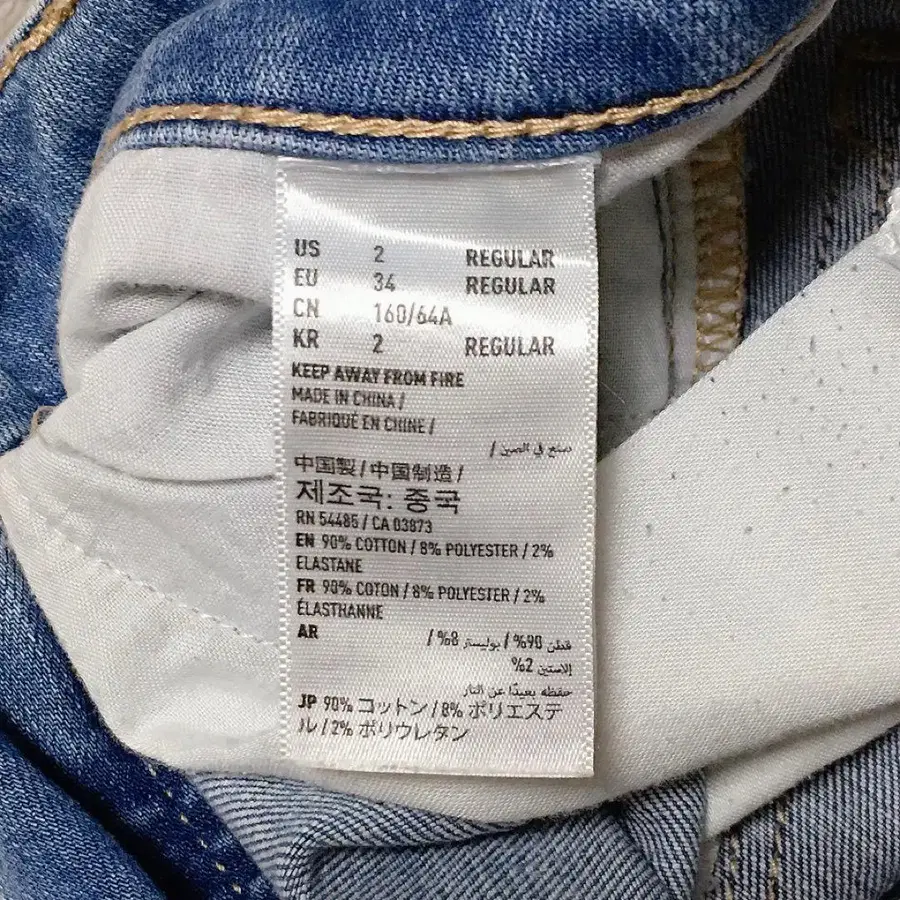 US 2 REGULAR
EU 34 REGULAR
CN 160/64A
KR 2 REGULAR
KEEP AWAY FROM FIRE
MADE IN CHINA /
FABRIQUÉ EN CHINE /
صنع في الصين /
中国製 / 中国制造 /
제조국: 중국
RN 54485 / CA 03873
EN 90% COTTON / 8% POLYESTER / 2%
ELASTANE
FR 90% COTON / 8% POLYESTER / 2%
ÉLASTHANNE
AR قطن 90% / بوليستر 8% /
إلاستين 2%
حفظه بعيدًا عن النار
JP 90% コットン / 8% ポリエステ
ル / 2% ポリウレタン